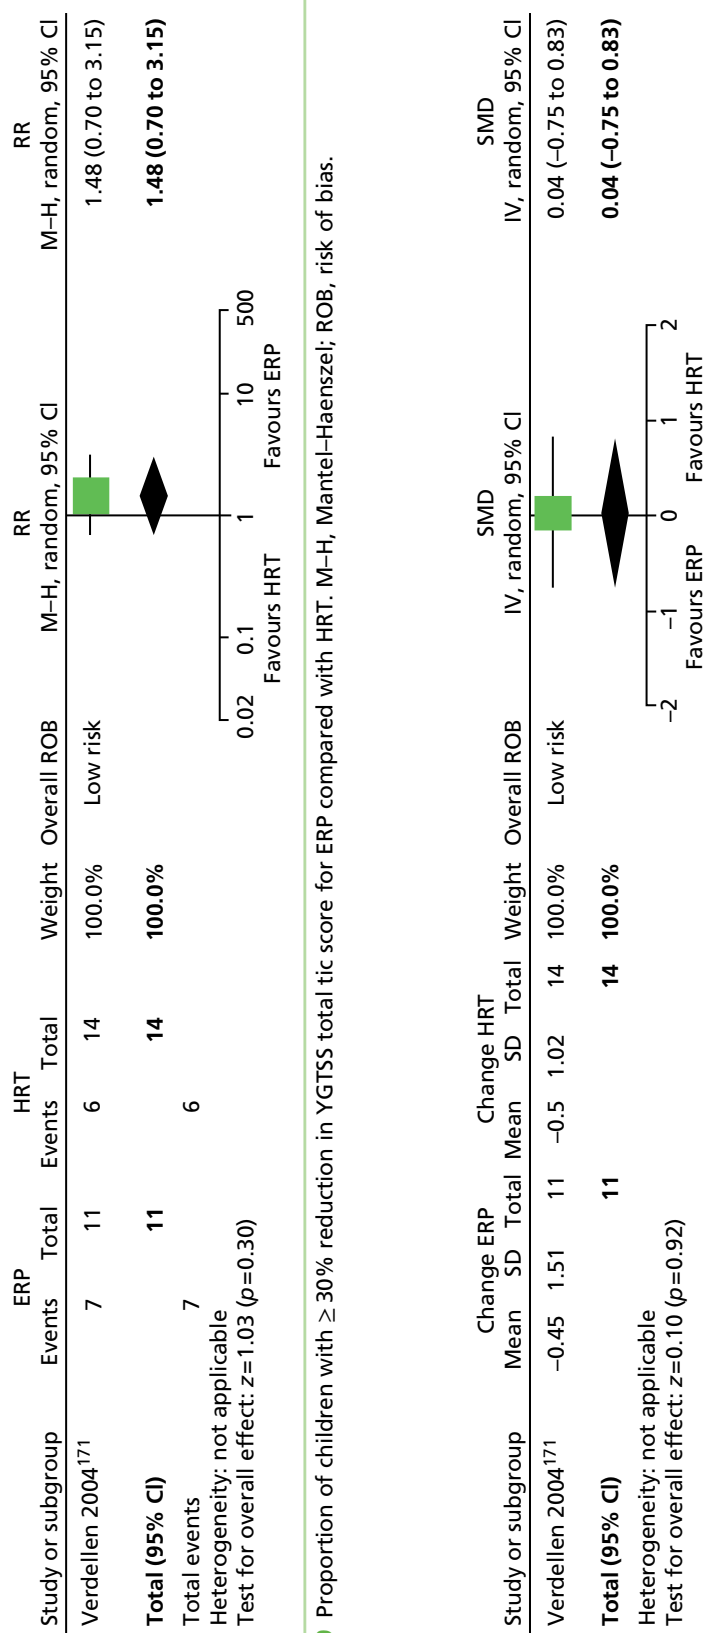 ERP HRT RR RR
Study or subgroup Events Total Events Total Weight Overall ROB M–H, random, 95% CI M–H, random, 95% CI
Verdellen 2004¹⁷¹ 7 11 6 14 100.0% Low risk 1.48 (0.70 to 3.15)
Total (95% CI) 11 14 100.0% 1.48 (0.70 to 3.15)
Total events 7 6
Heterogeneity: not applicable
Test for overall effect: z=1.03 (p=0.30)
0.02 0.1 1 10 500
Favours HRT Favours ERP
Proportion of children with ≥ 30% reduction in YGTSS total tic score for ERP compared with HRT. M–H, Mantel–Haenszel; ROB, risk of bias.
Change ERP Change HRT SMD SMD
Study or subgroup Mean SD Total Mean SD Total Weight Overall ROB IV, random, 95% CI IV, random, 95% CI
Verdellen 2004¹⁷¹ –0.45 1.51 11 –0.5 1.02 14 100.0% Low risk 0.04 (–0.75 to 0.83)
Total (95% CI) 11 14 100.0% 0.04 (–0.75 to 0.83)
Heterogeneity: not applicable
Test for overall effect: z=0.10 (p=0.92)
–2 –1 0 1 2
Favours ERP Favours HRT